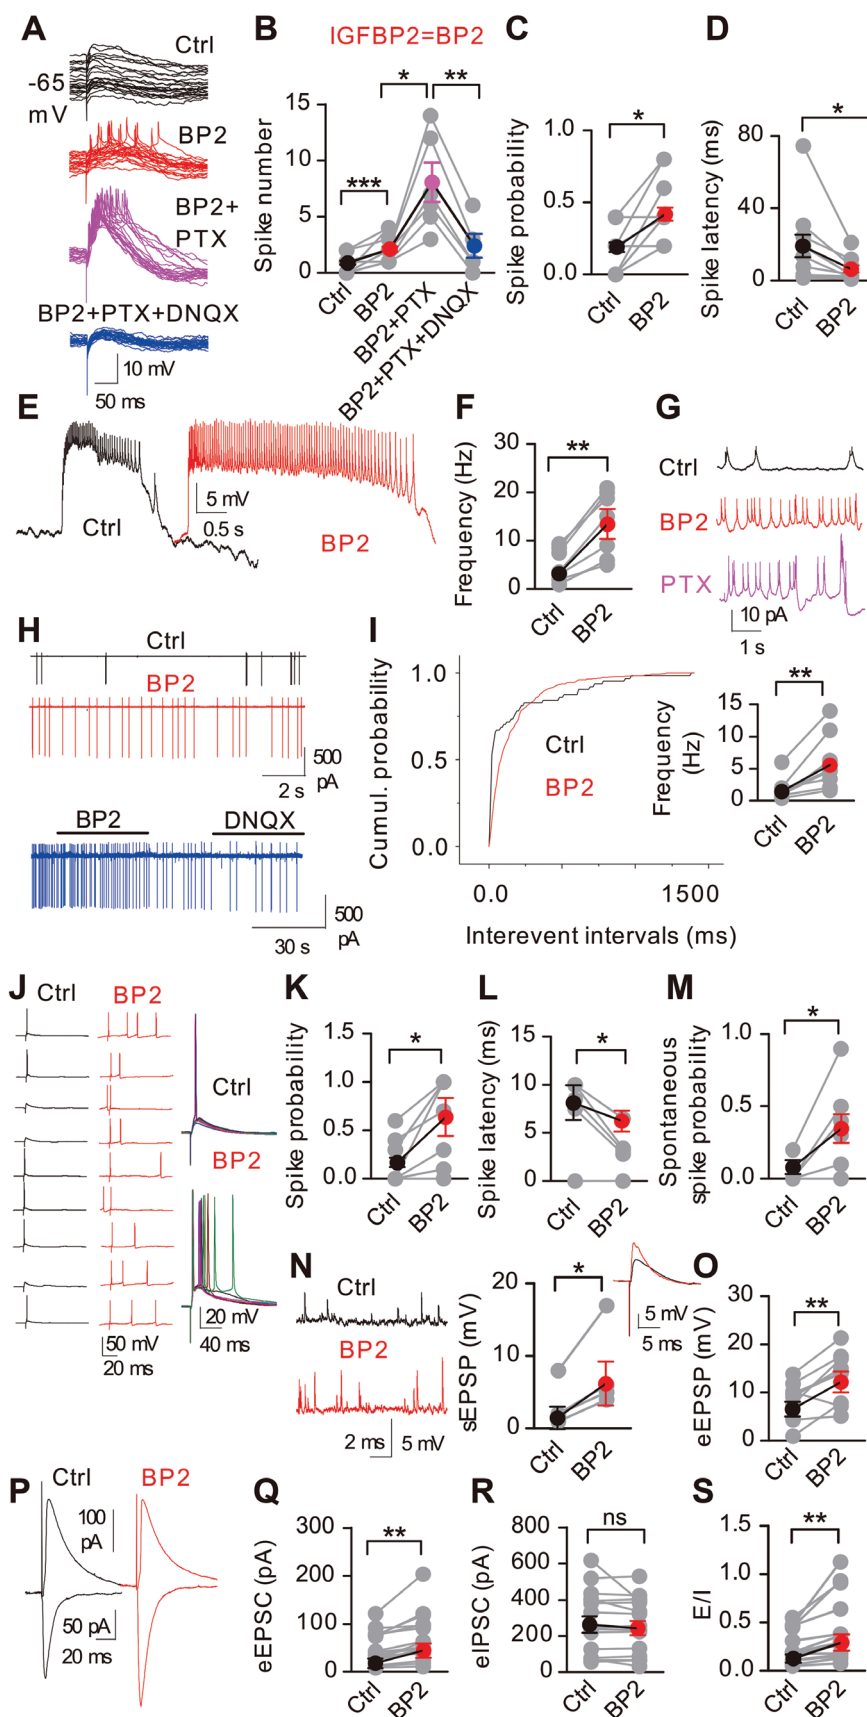 A
Ctrl
-65
mV
BP2
BP2+
PTX
BP2+PTX+DNQX
10 mV
50 ms
B
IGFBP2=BP2
*
**
***
Spike number
15
10
5
0
Ctrl
BP2
BP2+PTX
BP2+PTX+DNQX
C
*
Spike probability
1.0
0.5
0.0
Ctrl
BP2
D
*
Spike latency (ms)
80
40
0
Ctrl
BP2
E
Ctrl
5 mV
0.5 s
BP2
F
**
Frequency (Hz)
30
20
10
0
Ctrl
BP2
G
Ctrl
BP2
PTX
10 pA
1 s
H
Ctrl
BP2
500
pA
2 s
BP2
DNQX
500
pA
30 s
I
Cumul. probability
1.0
0.5
0.0
Ctrl
BP2
0.0
1500
Interevent intervals (ms)
**
Frequency
(Hz)
15
10
5
0
Ctrl
BP2
J
Ctrl
BP2
Ctrl
BP2
50 mV
20 ms
20 mV
40 ms
K
*
Spike probability
1.5
1.0
0.5
0.0
Ctrl
BP2
L
*
Spike latency (ms)
15
10
5
0
Ctrl
BP2
M
*
Spontaneous
spike probability
1.0
0.5
0.0
Ctrl
BP2
N
Ctrl
BP2
2 ms
5 mV
*
sEPSP (mV)
20
10
0
Ctrl
BP2
5 mV
5 ms
O
**
eEPSP (mV)
30
20
10
0
Ctrl
BP2
P
Ctrl
BP2
100
pA
50 pA
20 ms
Q
**
eEPSC (pA)
300
200
100
0
Ctrl
BP2
R
ns
eIPSC (pA)
800
600
400
200
0
Ctrl
BP2
S
**
E/I
1.5
1.0
0.5
0.0
Ctrl
BP2